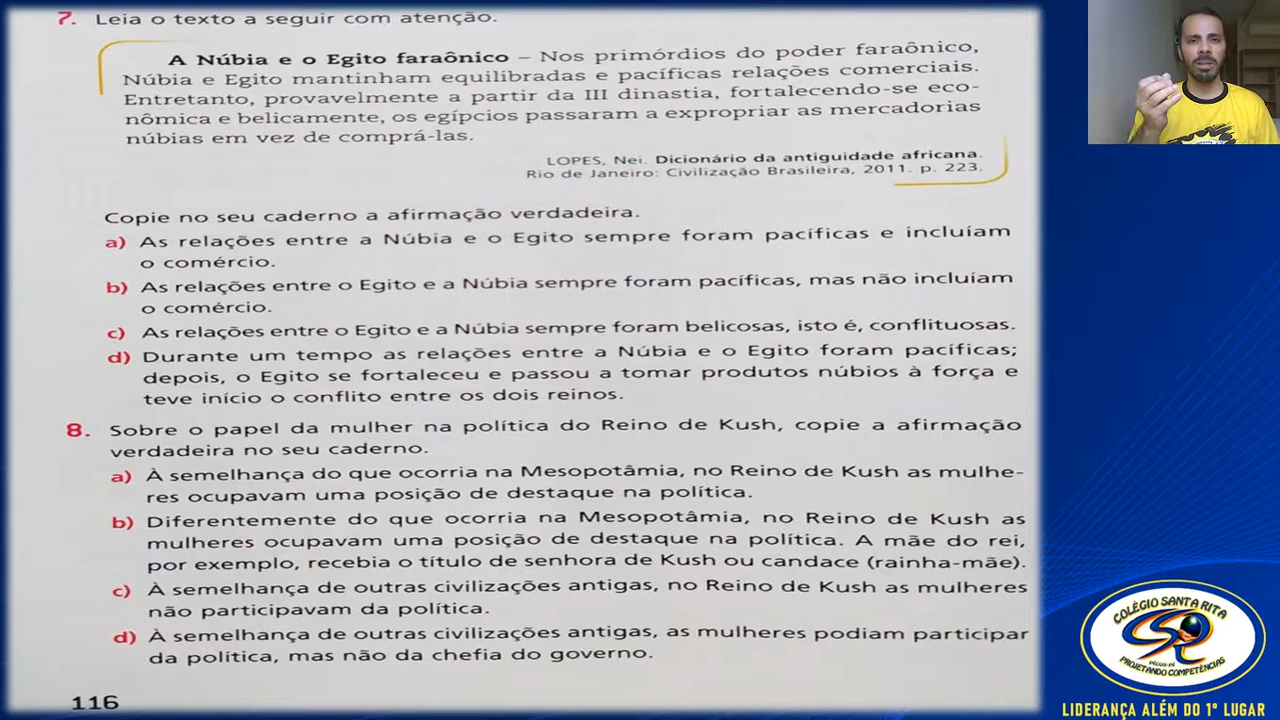 7. Leia o texto a seguir com atenção.
A Núbia e o Egito faraônico – Nos primórdios do poder faraônico,
Núbia e Egito mantinham equilibradas e pacíficas relações comerciais.
Entretanto, provavelmente a partir da III dinastia, fortalecendo-se eco-
nômica e belicamente, os egípcios passaram a expropriar as mercadorias
núbias em vez de comprá-las.
LOPES, Nei. Dicionário da antiguidade africana.
Rio de Janeiro: Civilização Brasileira, 2011. p. 223.
Copie no seu caderno a afirmação verdadeira.
a) As relações entre a Núbia e o Egito sempre foram pacíficas e incluíam
o comércio.
b) As relações entre o Egito e a Núbia sempre foram pacíficas, mas não incluíam
o comércio.
c) As relações entre o Egito e a Núbia sempre foram belicosas, isto é, conflituosas.
d) Durante um tempo as relações entre a Núbia e o Egito foram pacíficas;
depois, o Egito se fortaleceu e passou a tomar produtos núbios à força e
teve início o conflito entre os dois reinos.
8. Sobre o papel da mulher na política do Reino de Kush, copie a afirmação
verdadeira no seu caderno.
a) À semelhança do que ocorria na Mesopotâmia, no Reino de Kush as mulhe-
res ocupavam uma posição de destaque na política.
b) Diferentemente do que ocorria na Mesopotâmia, no Reino de Kush as
mulheres ocupavam uma posição de destaque na política. A mãe do rei,
por exemplo, recebia o título de senhora de Kush ou candace (rainha-mãe).
c) À semelhança de outras civilizações antigas, no Reino de Kush as mulheres
não participavam da política.
d) À semelhança de outras civilizações antigas, as mulheres podiam participar
da política, mas não da chefia do governo.
116
COLÉGIO SANTA RITA
PICOS-PI
PROJETANDO COMPETÊNCIAS
LIDERANÇA ALÉM DO 1º LUGAR